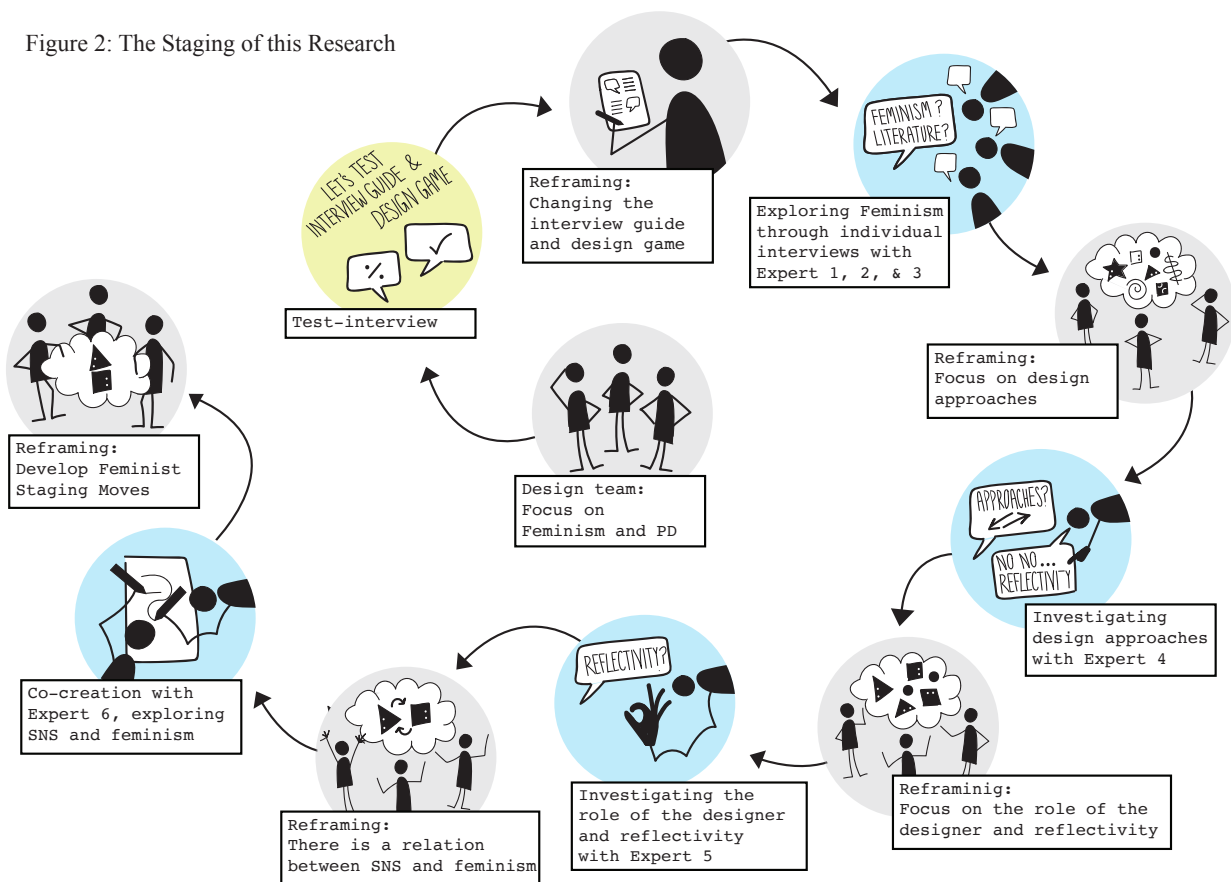 Figure 2: The Staging of this Research
Design team:
Focus on
Feminism and PD
LET'S TEST
INTERVIEW GUIDE &
DESIGN GAME
Test-interview
Reframing:
Changing the
interview guide
and design game
FEMINISM?
LITERATURE?
Exploring Feminism
through individual
interviews with
Expert 1, 2, & 3
Reframing:
Focus on design
approaches
APPROACHES?
NO NO...
REFLECTIVITY
Investigating
design approaches
with Expert 4
Reframinig:
Focus on the role of the
designer and reflectivity
REFLECTIVITY?
Investigating the
role of the designer
and reflectivity
with Expert 5
Reframing:
There is a relation
between SNS and feminism
Co-creation with
Expert 6, exploring
SNS and feminism
Reframing:
Develop Feminist
Staging Moves